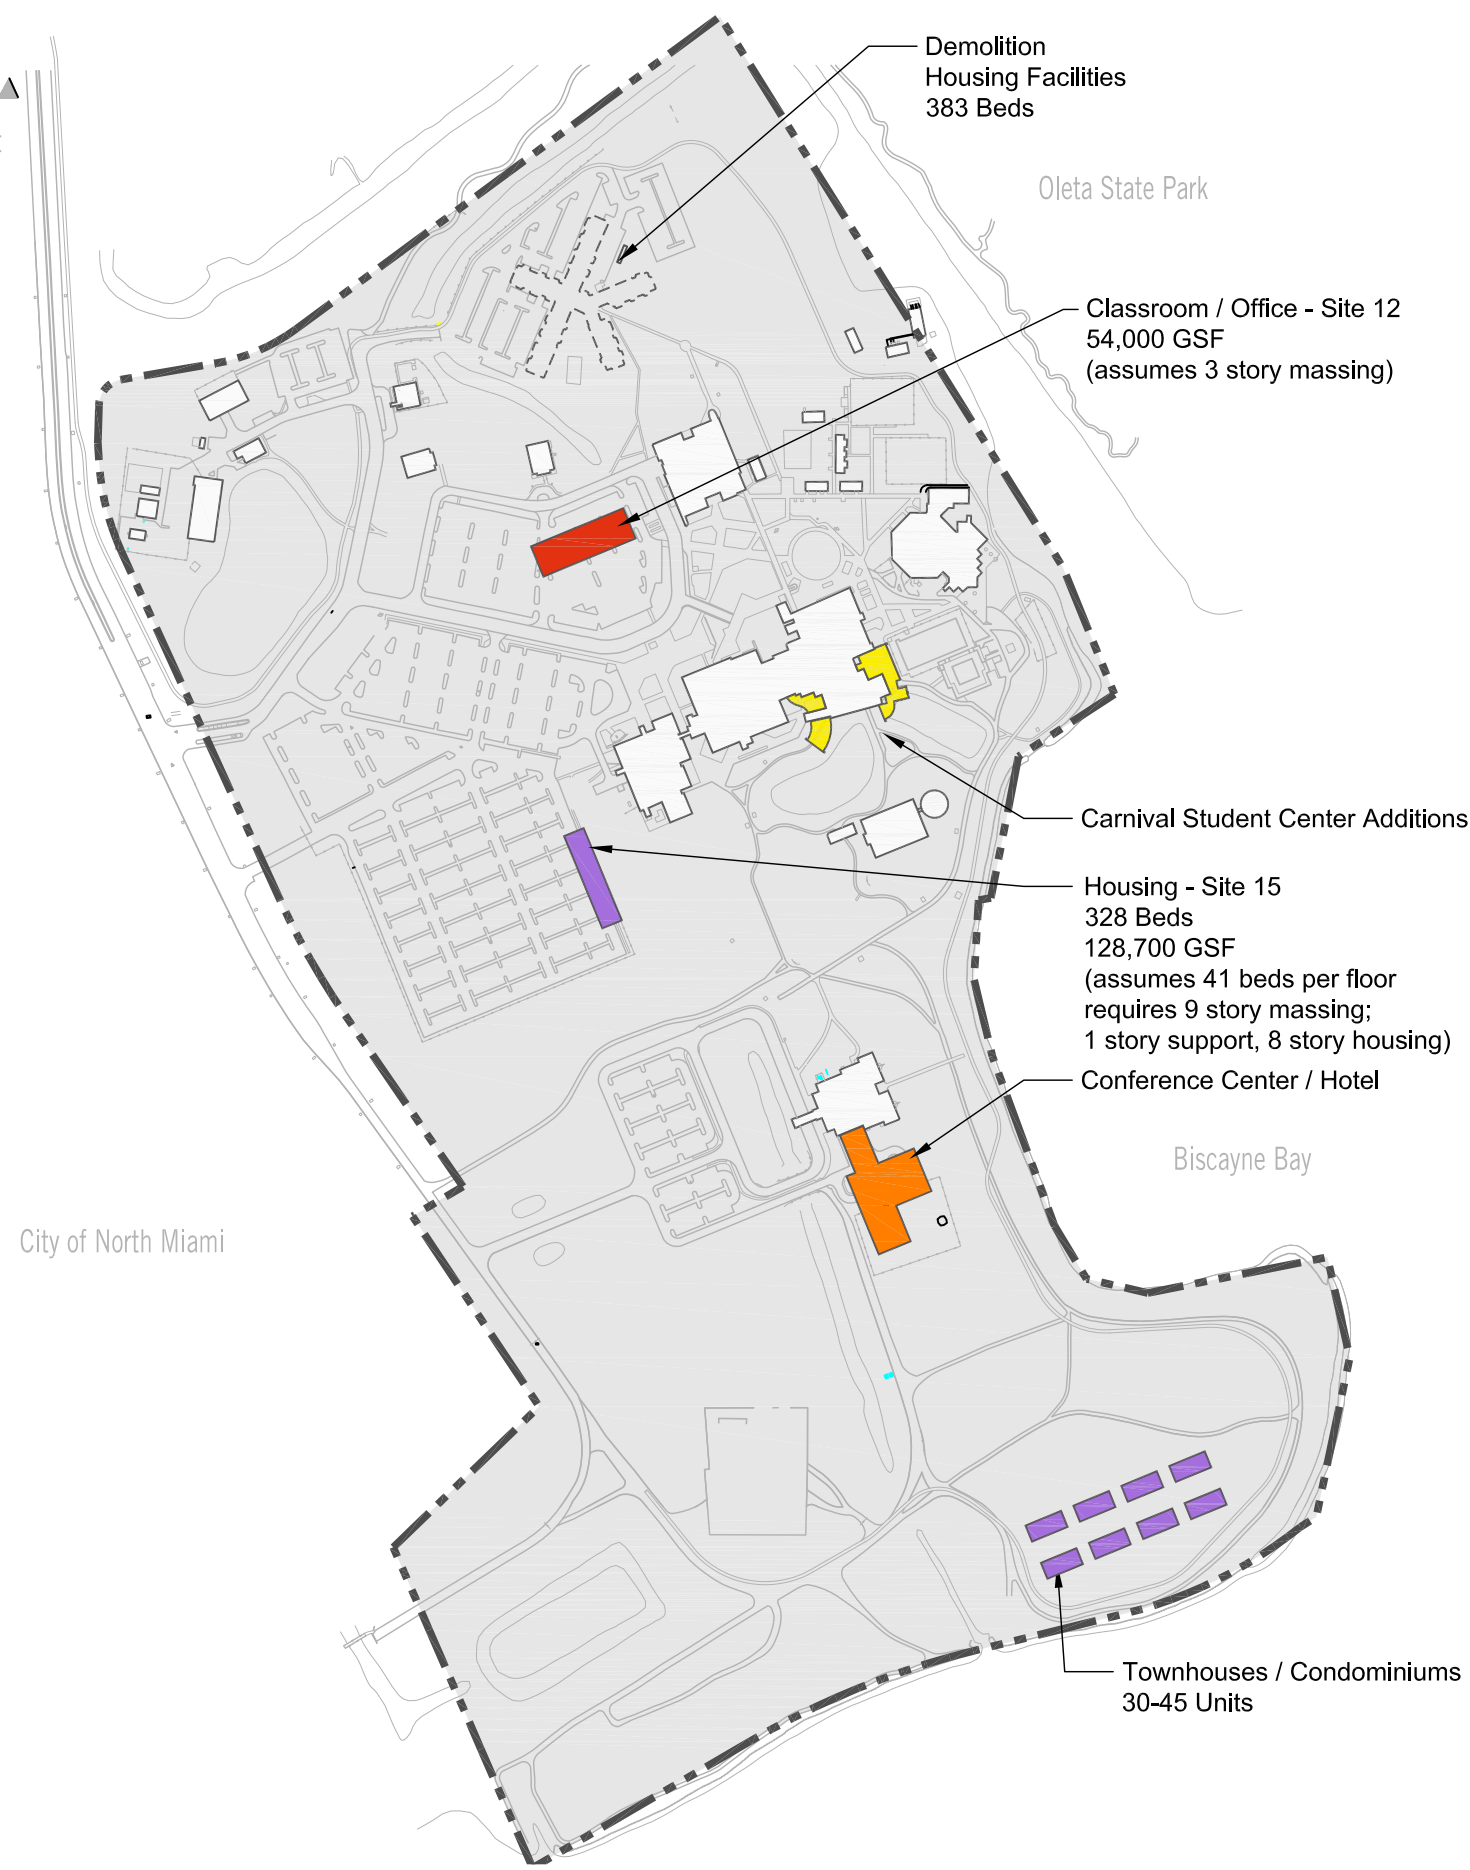 Demolition
Housing Facilities
383 Beds
Oleta State Park
Classroom / Office - Site 12
54,000 GSF
(assumes 3 story massing)
Carnival Student Center Additions
Housing - Site 15
328 Beds
128,700 GSF
(assumes 41 beds per floor
requires 9 story massing;
1 story support, 8 story housing)
Conference Center / Hotel
Biscayne Bay
City of North Miami
Townhouses / Condominiums
30-45 Units